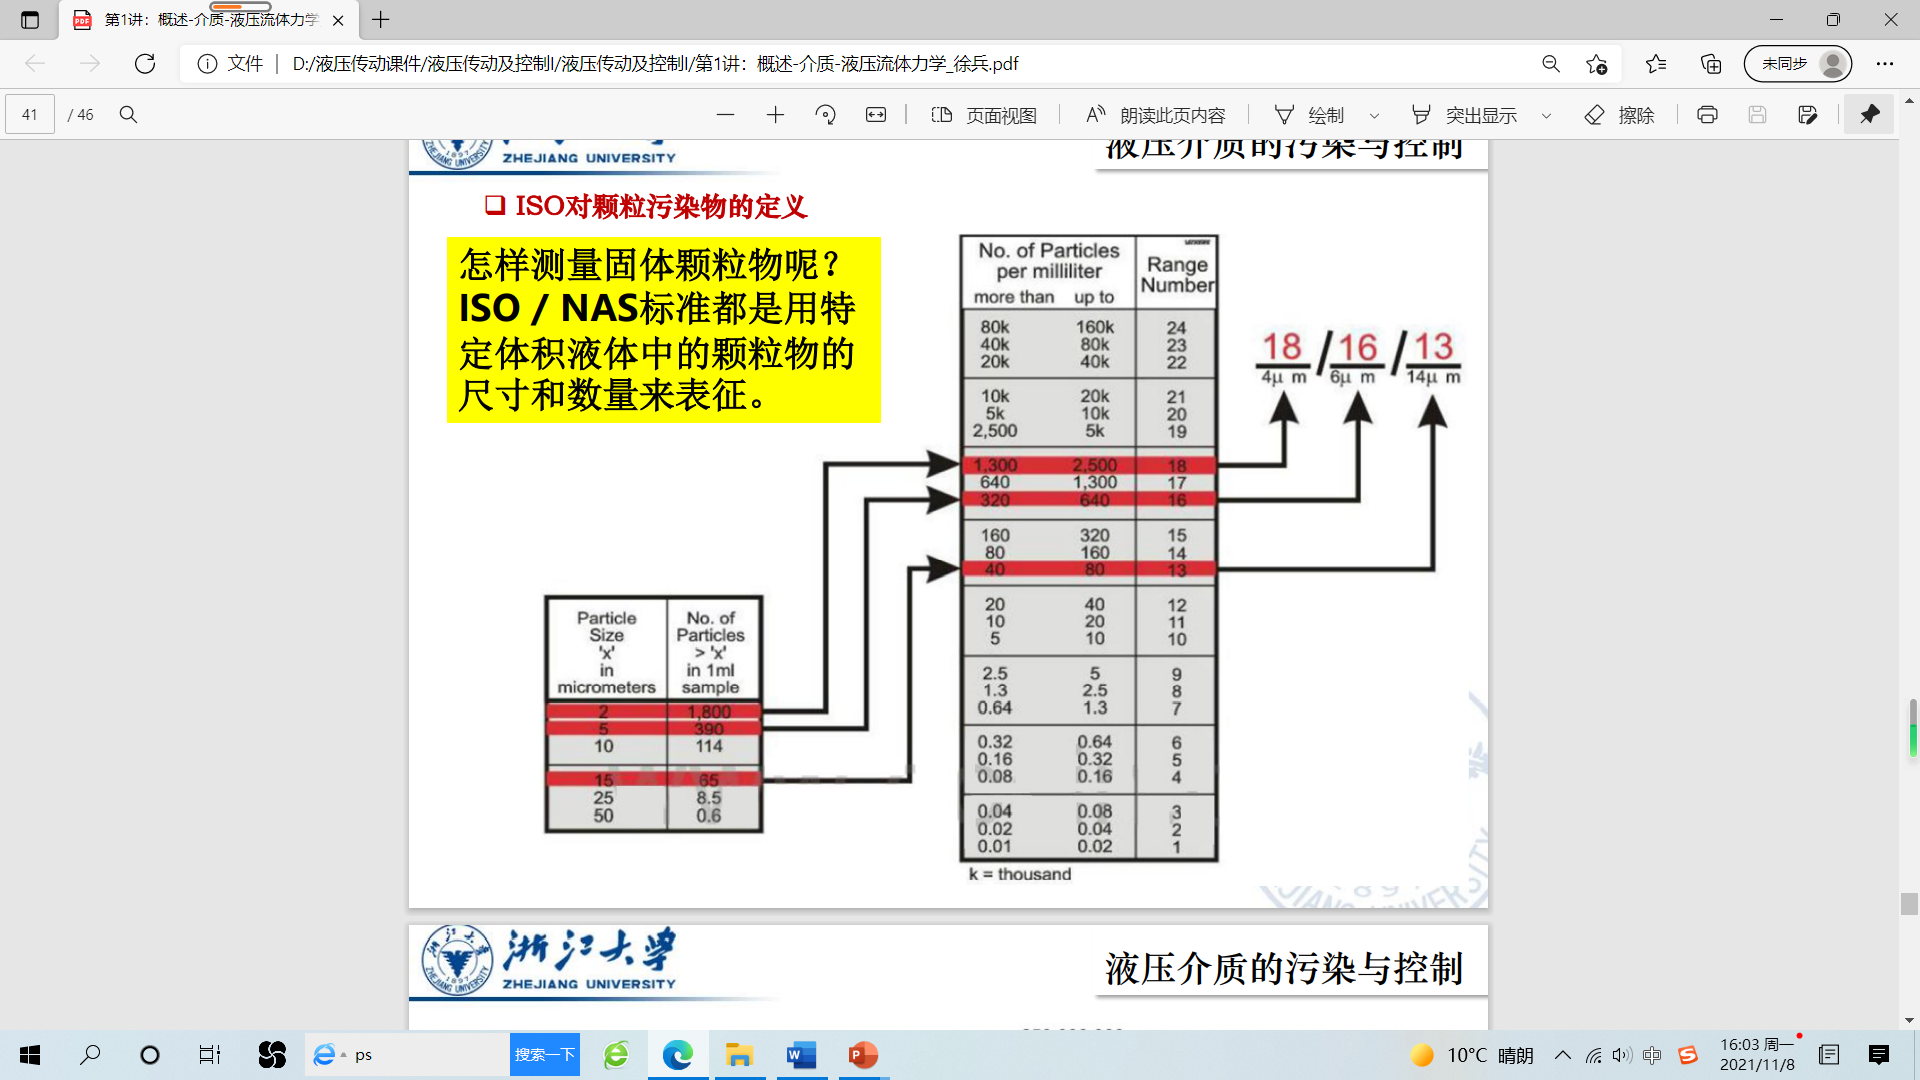 第1讲：概述-介质-液压流体力学
文件
D:/液压传动课件/液压传动及控制I/液压传动及控制I/第1讲：概述-介质-液压流体力学_徐兵.pdf
未同步
41 / 46
页面视图
朗读此页内容
绘制
突出显示
擦除
ZHEJIANG UNIVERSITY
液压介质的污染与控制
ISO对颗粒污染物的定义
怎样测量固体颗粒物呢？
ISO / NAS标准都是用特
定体积液体中的颗粒物的
尺寸和数量来表征。
No. of Particles
per milliliter
more than up to
Range
Number
80k 160k 24
40k 80k 23
20k 40k 22
10k 20k 21
5k 10k 20
2,500 5k 19
1,300 2,500 18
640 1,300 17
320 640 16
160 320 15
80 160 14
40 80 13
20 40 12
10 20 11
5 10 10
2.5 5 9
1.3 2.5 8
0.64 1.3 7
0.32 0.64 6
0.16 0.32 5
0.08 0.16 4
0.04 0.08 3
0.02 0.04 2
0.01 0.02 1
k = thousand
18 / 16 / 13
4μ m 6μ m 14μ m
Particle
Size
'x'
in
micrometers
No. of
Particles
> 'x'
in 1ml
sample
2 1,800
5 390
10 114
15 65
25 8.5
50 0.6
浙江大学
ZHEJIANG UNIVERSITY
液压介质的污染与控制
ps
搜索一下
10°C 晴朗
中
16:03 周一
2021/11/8